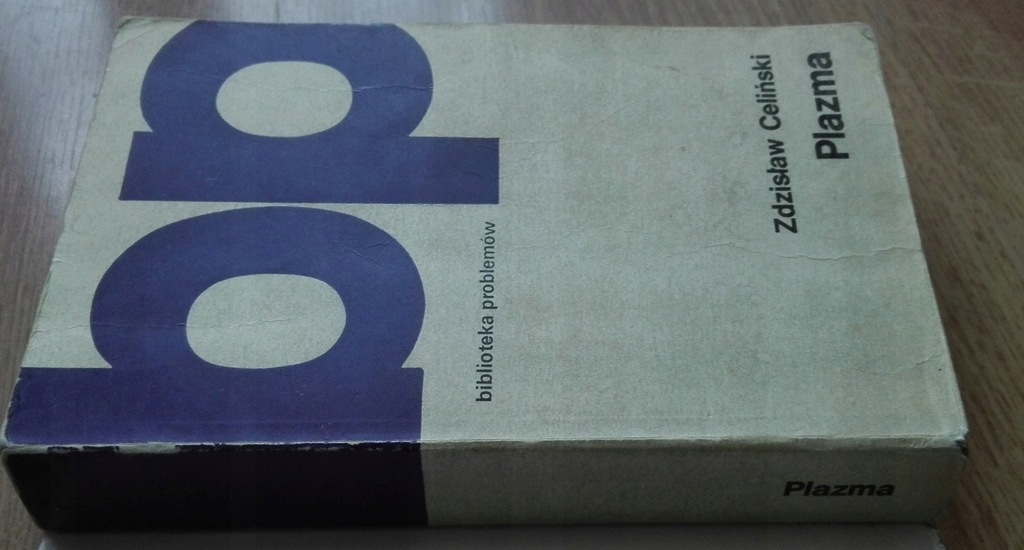 bp
biblioteka problemów
Zdzisław Celiński
Plazma
Plazma